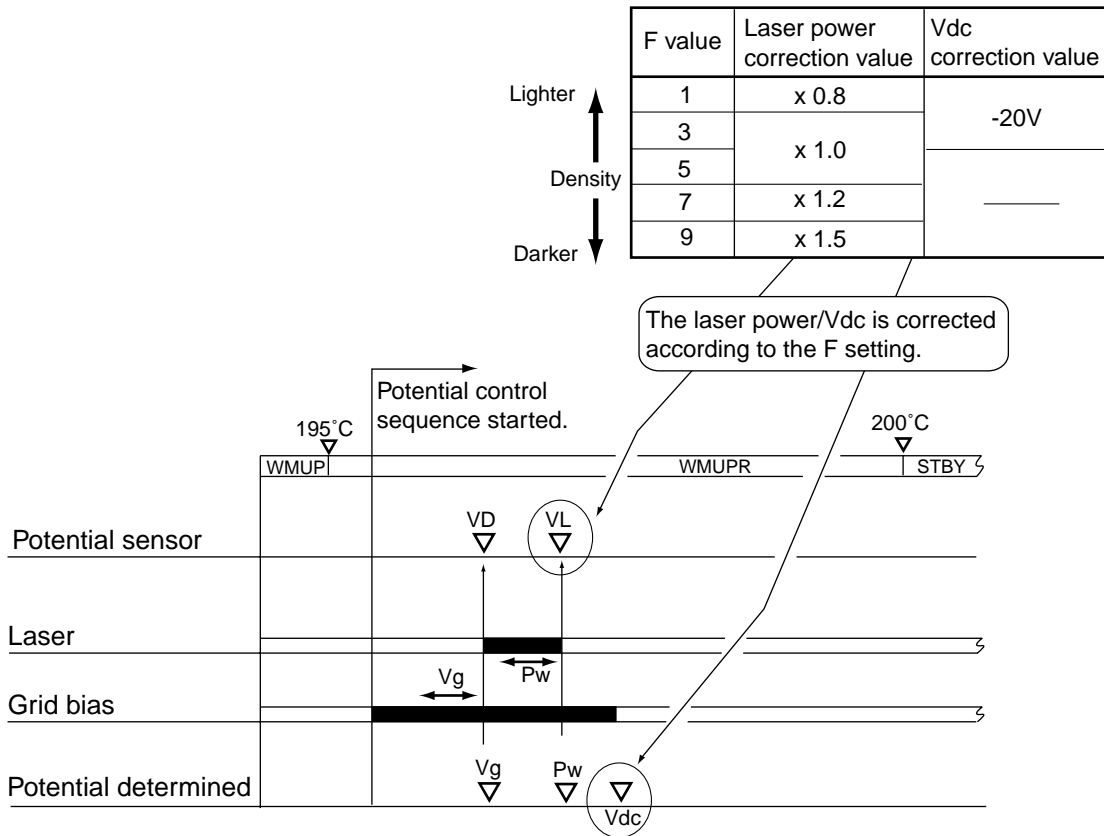 F value
Laser power
correction value
Vdc
correction value
Lighter
1
x 0.8
-20V
3
x 1.0
Density
5
7
x 1.2
Darker
9
x 1.5
The laser power/Vdc is corrected
according to the F setting.
Potential control
sequence started.
195˚C
200˚C
WMUP
WMUPR
STBY
VD
VL
Potential sensor
Laser
Vg
Pw
Grid bias
Vg
Pw
Potential determined
Vdc